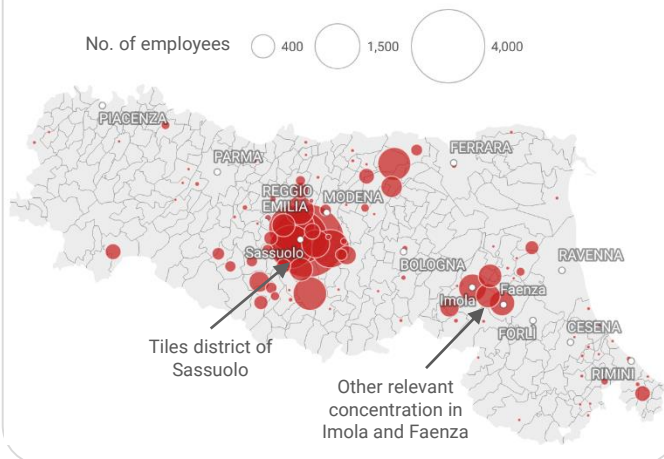 No. of employees 400 1,500 4,000
PIACENZA
PARMA
FERRARA
REGGIO
EMILIA
MODENA
Sassuolo
BOLOGNA
RAVENNA
Imola
Faenza
FORLÌ
CESENA
RIMINI
Tiles district of
Sassuolo
Other relevant
concentration in
Imola and Faenza